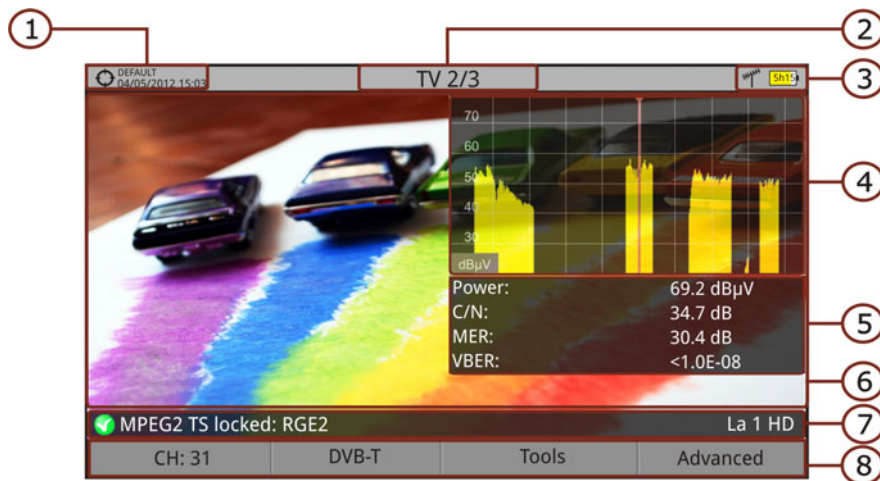 1
2
DEFAULT
04/05/2012 15:03
TV 2/3
5h15
3
70
60
50
40
30
dBµV
4
Power: 69.2 dBµV
C/N: 34.7 dB
MER: 30.4 dB
VBER: <1.0E-08
5
6
MPEG2 TS locked: RGE2 La 1 HD
7
CH: 31 DVB-T Tools Advanced
8